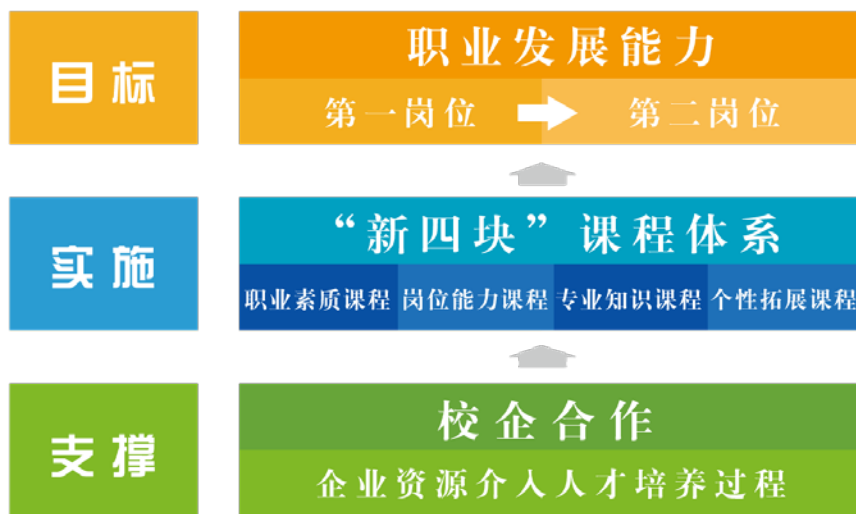 目标
职业发展能力
第一岗位 第二岗位
实施
“新四块”课程体系
职业素质课程 岗位能力课程 专业知识课程 个性拓展课程
支撑
校企合作
企业资源介入人才培养过程